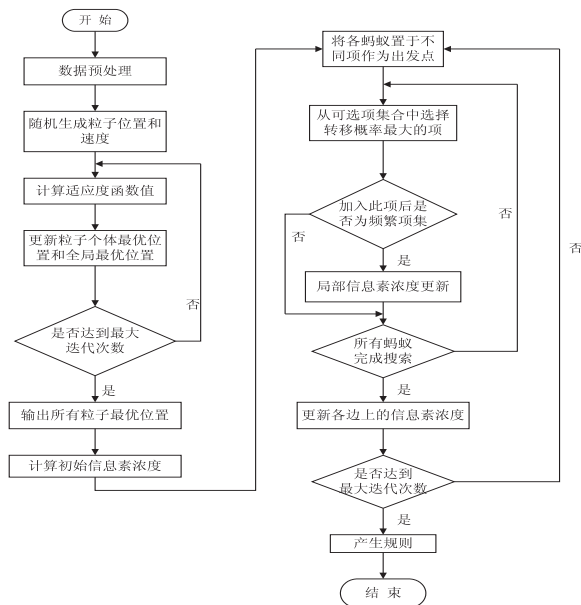 开 始
数据预处理
随机生成粒子位置和
速度
计算适应度函数值
更新粒子个体最优位
置和全局最优位置
否
是否达到最大
迭代次数
是
输出所有粒子最优位置
计算初始信息素浓度
将各蚂蚁置于不
同项作为出发点
从可选项集合中选择
转移概率最大的项
加入此项后是
否为频繁项集
否
否
否
是
局部信息素浓度更新
所有蚂蚁
完成搜索
更新各边上的信息素浓度
是否达到
最大迭代次数
是
产生规则
结 束